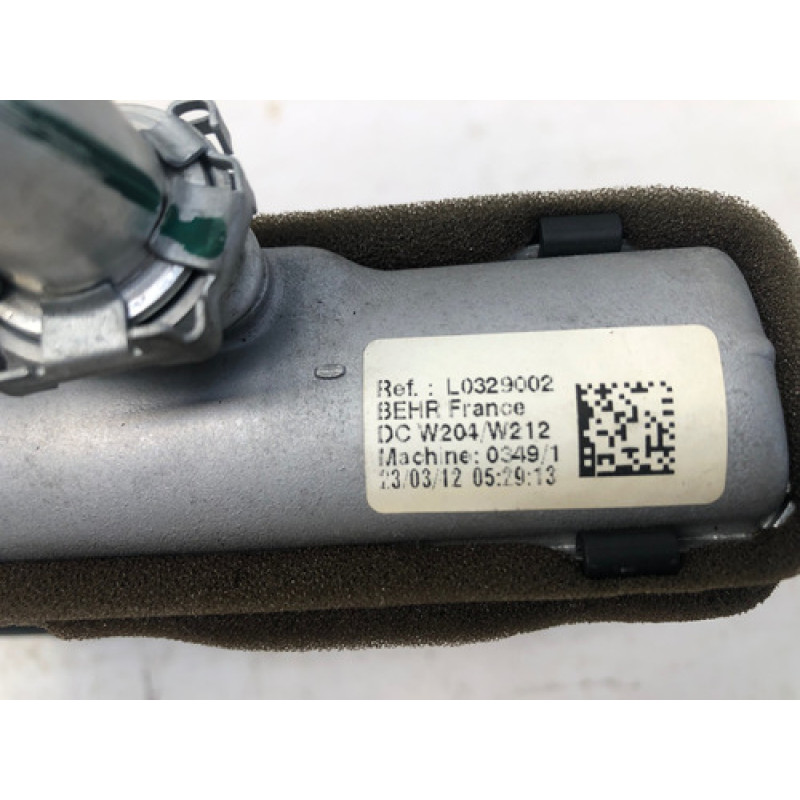 Ref. : L0329002
BEHR France
DC W204/W212
Machine: 0349/1
23/03/12 05:29:13